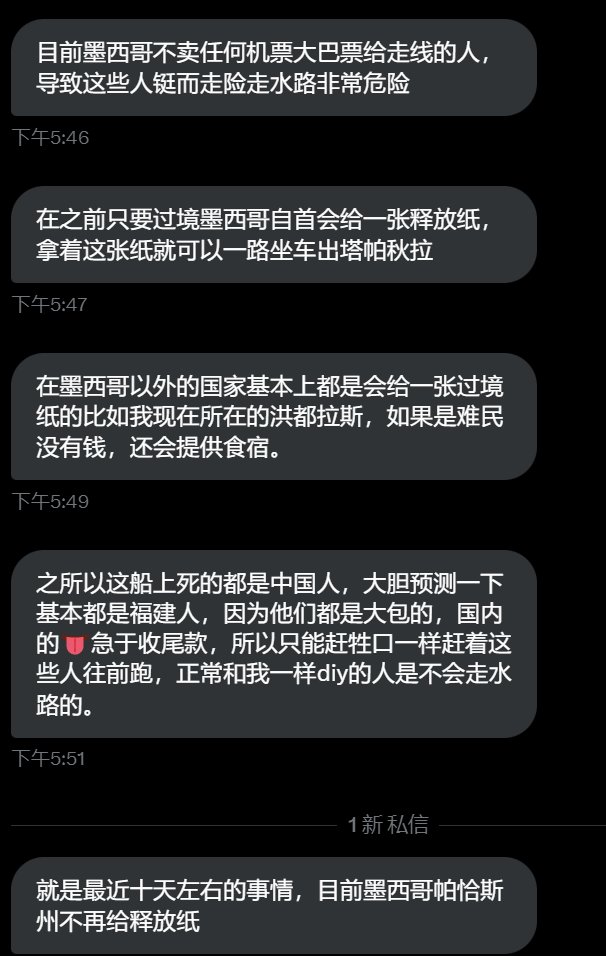 目前墨西哥不卖任何机票大巴票给走线的人，
导致这些人铤而走险走水路非常危险
下午5:46
在之前只要过境墨西哥自首会给一张释放纸，
拿着这张纸就可以一路坐车出塔帕秋拉
下午5:47
在墨西哥以外的国家基本上都是会给一张过境
纸的比如我现在所在的洪都拉斯，如果是难民
没有钱，还会提供食宿。
下午5:49
之所以这船上死的都是中国人，大胆预测一下
基本都是福建人，因为他们都是大包的，国内
的👅急于收尾款，所以只能赶牲口一样赶着这
些人往前跑，正常和我一样diy的人是不会走水
路的。
下午5:51
1 新 私信
就是最近十天左右的事情，目前墨西哥帕恰斯
州不再给释放纸